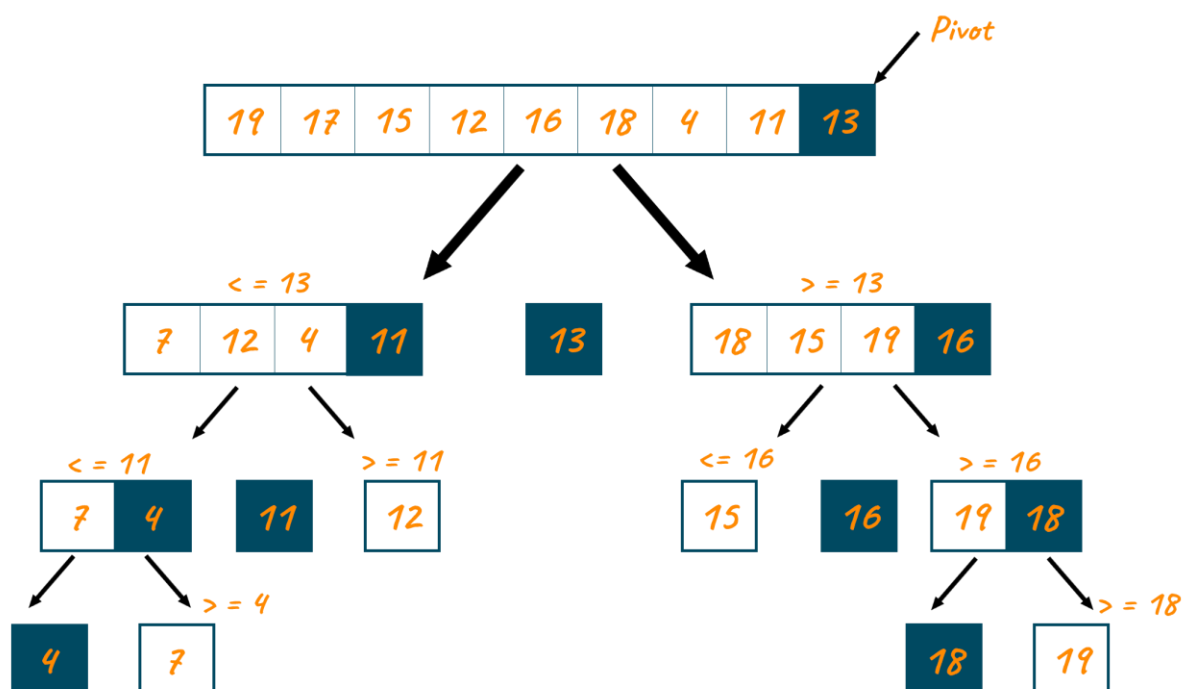 Pivot
19 17 15 12 16 18 4 11 13
< = 13 > = 13
7 12 4 11 13 18 15 19 16
< = 11 > = 11 <= 16 > = 16
7 4 11 12 15 16 19 18
> = 4 > = 18
4 7 18 19